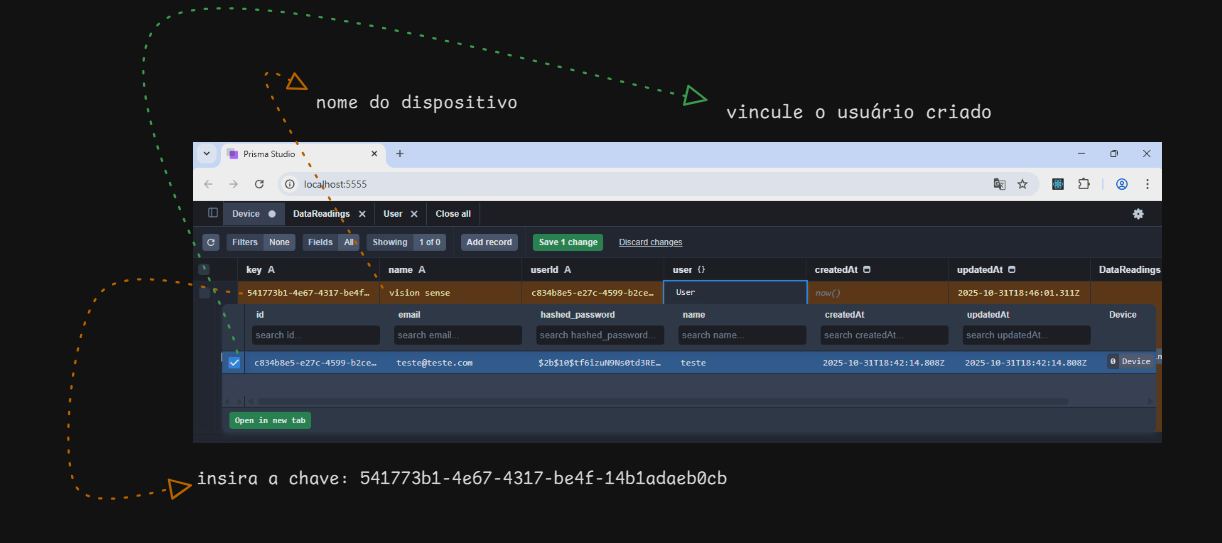 nome do dispositivo
vincule o usuário criado
Prisma Studio
localhost:5555
Device
DataReadings
User
Close all
Filters None
Fields All
Showing 1 of 0
Add record
Save 1 change
Discard changes
key A name A userId A user {} createdAt updatedAt DataReadings
541773b1-4e67-4317-be4f… vision sense c834b8e5-e27c-4599-b2ce… User now() 2025-10-31T18:46:01.311Z
id email hashed_password name createdAt updatedAt Device
search id... search email... search hashed_password... search name... search createdAt... search updatedAt...
c834b8e5-e27c-4599-b2ce… teste@teste.com $2b$10$tf6izuN9Ns0td3RE… teste 2025-10-31T18:42:14.808Z 2025-10-31T18:42:14.808Z 0 Device
Open in new tab
insira a chave: 541773b1-4e67-4317-be4f-14b1adaeb0cb